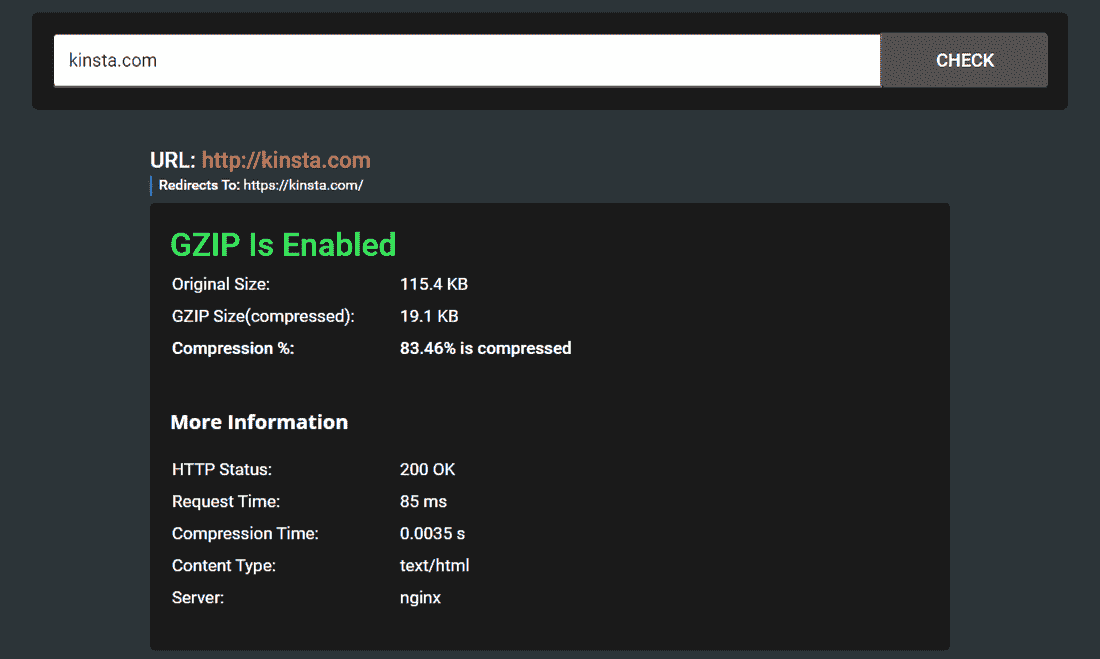 kinsta.com
CHECK
URL: http://kinsta.com
Redirects To: https://kinsta.com/
GZIP Is Enabled
Original Size: 115.4 KB
GZIP Size(compressed): 19.1 KB
Compression %: 83.46% is compressed
More Information
HTTP Status: 200 OK
Request Time: 85 ms
Compression Time: 0.0035 s
Content Type: text/html
Server: nginx